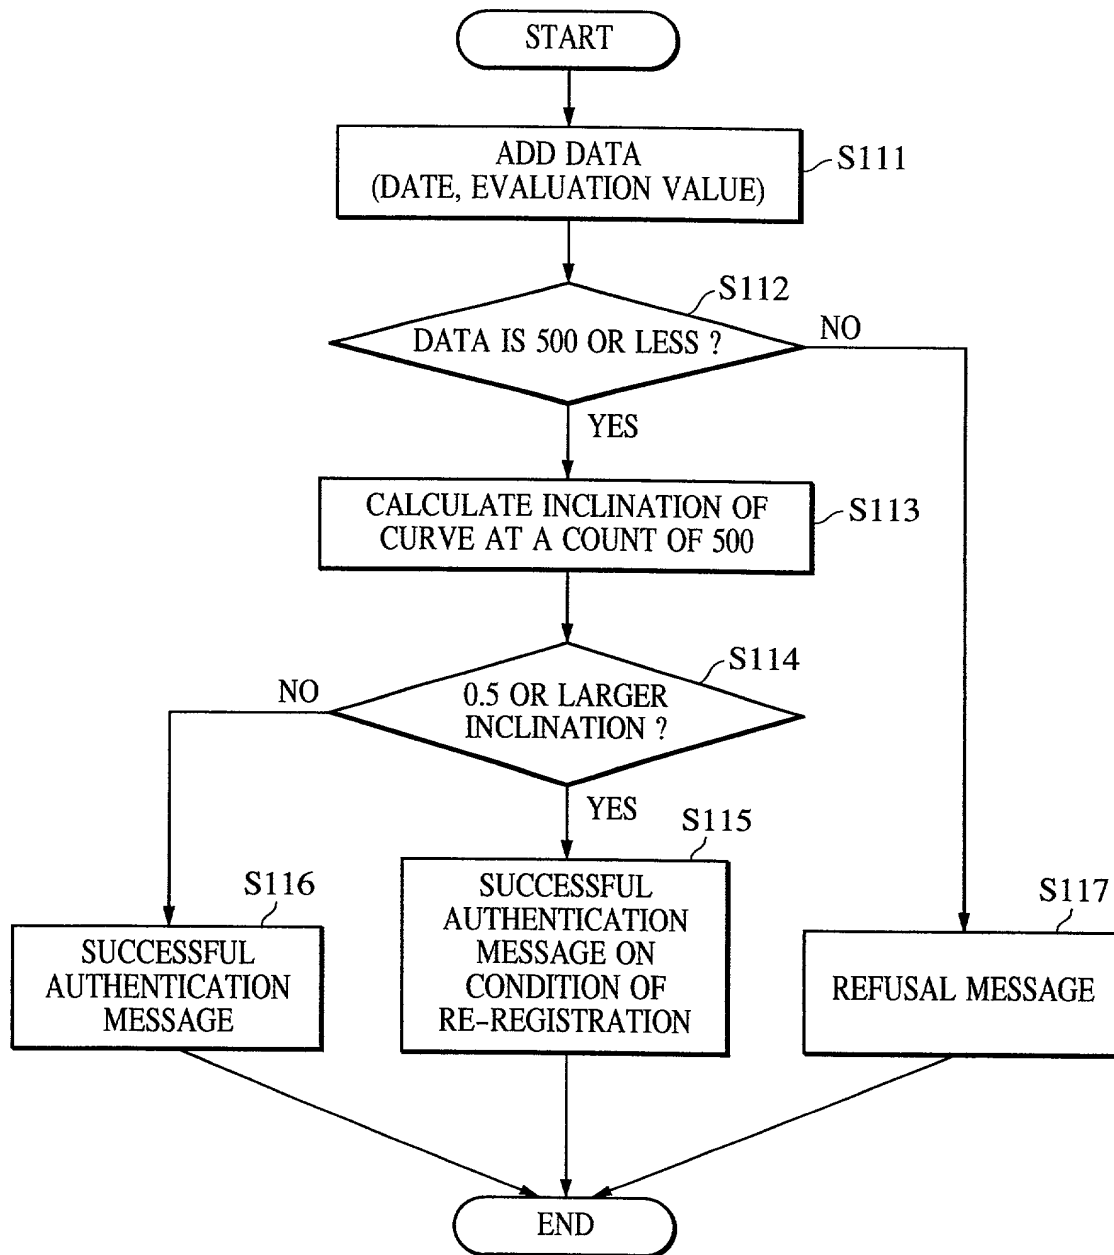 START
ADD DATA
(DATE, EVALUATION VALUE)
S111
S112
DATA IS 500 OR LESS ?
NO
YES
CALCULATE INCLINATION OF
CURVE AT A COUNT OF 500
S113
S114
NO
0.5 OR LARGER
INCLINATION ?
YES
S115
SUCCESSFUL
AUTHENTICATION
MESSAGE ON
CONDITION OF
RE-REGISTRATION
S116
SUCCESSFUL
AUTHENTICATION
MESSAGE
S117
REFUSAL MESSAGE
END